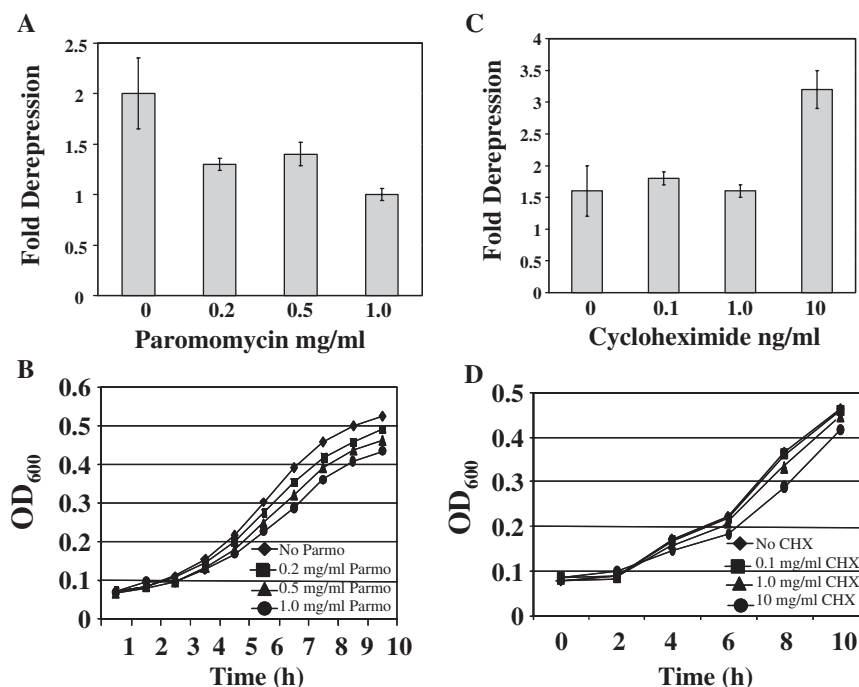 A
Fold Derepression
2.5
2
1.5
1
0.5
0
0
0.2
0.5
1.0
Paromomycin mg/ml
C
Fold Derepression
4
3.5
3
2.5
2
1.5
1
0.5
0
0
0.1
1.0
10
Cycloheximide ng/ml
B
OD600
0.6
0.5
0.4
0.3
0.2
0.1
0
No Parmo
0.2 mg/ml Parmo
0.5 mg/ml Parmo
1.0 mg/ml Parmo
1 2 3 4 5 6 7 8 9 10
Time (h)
D
OD600
0.5
0.4
0.3
0.2
0.1
0
No CHX
0.1 mg/ml CHX
1.0 mg/ml CHX
10 mg/ml CHX
0 2 4 6 8 10
Time (h)